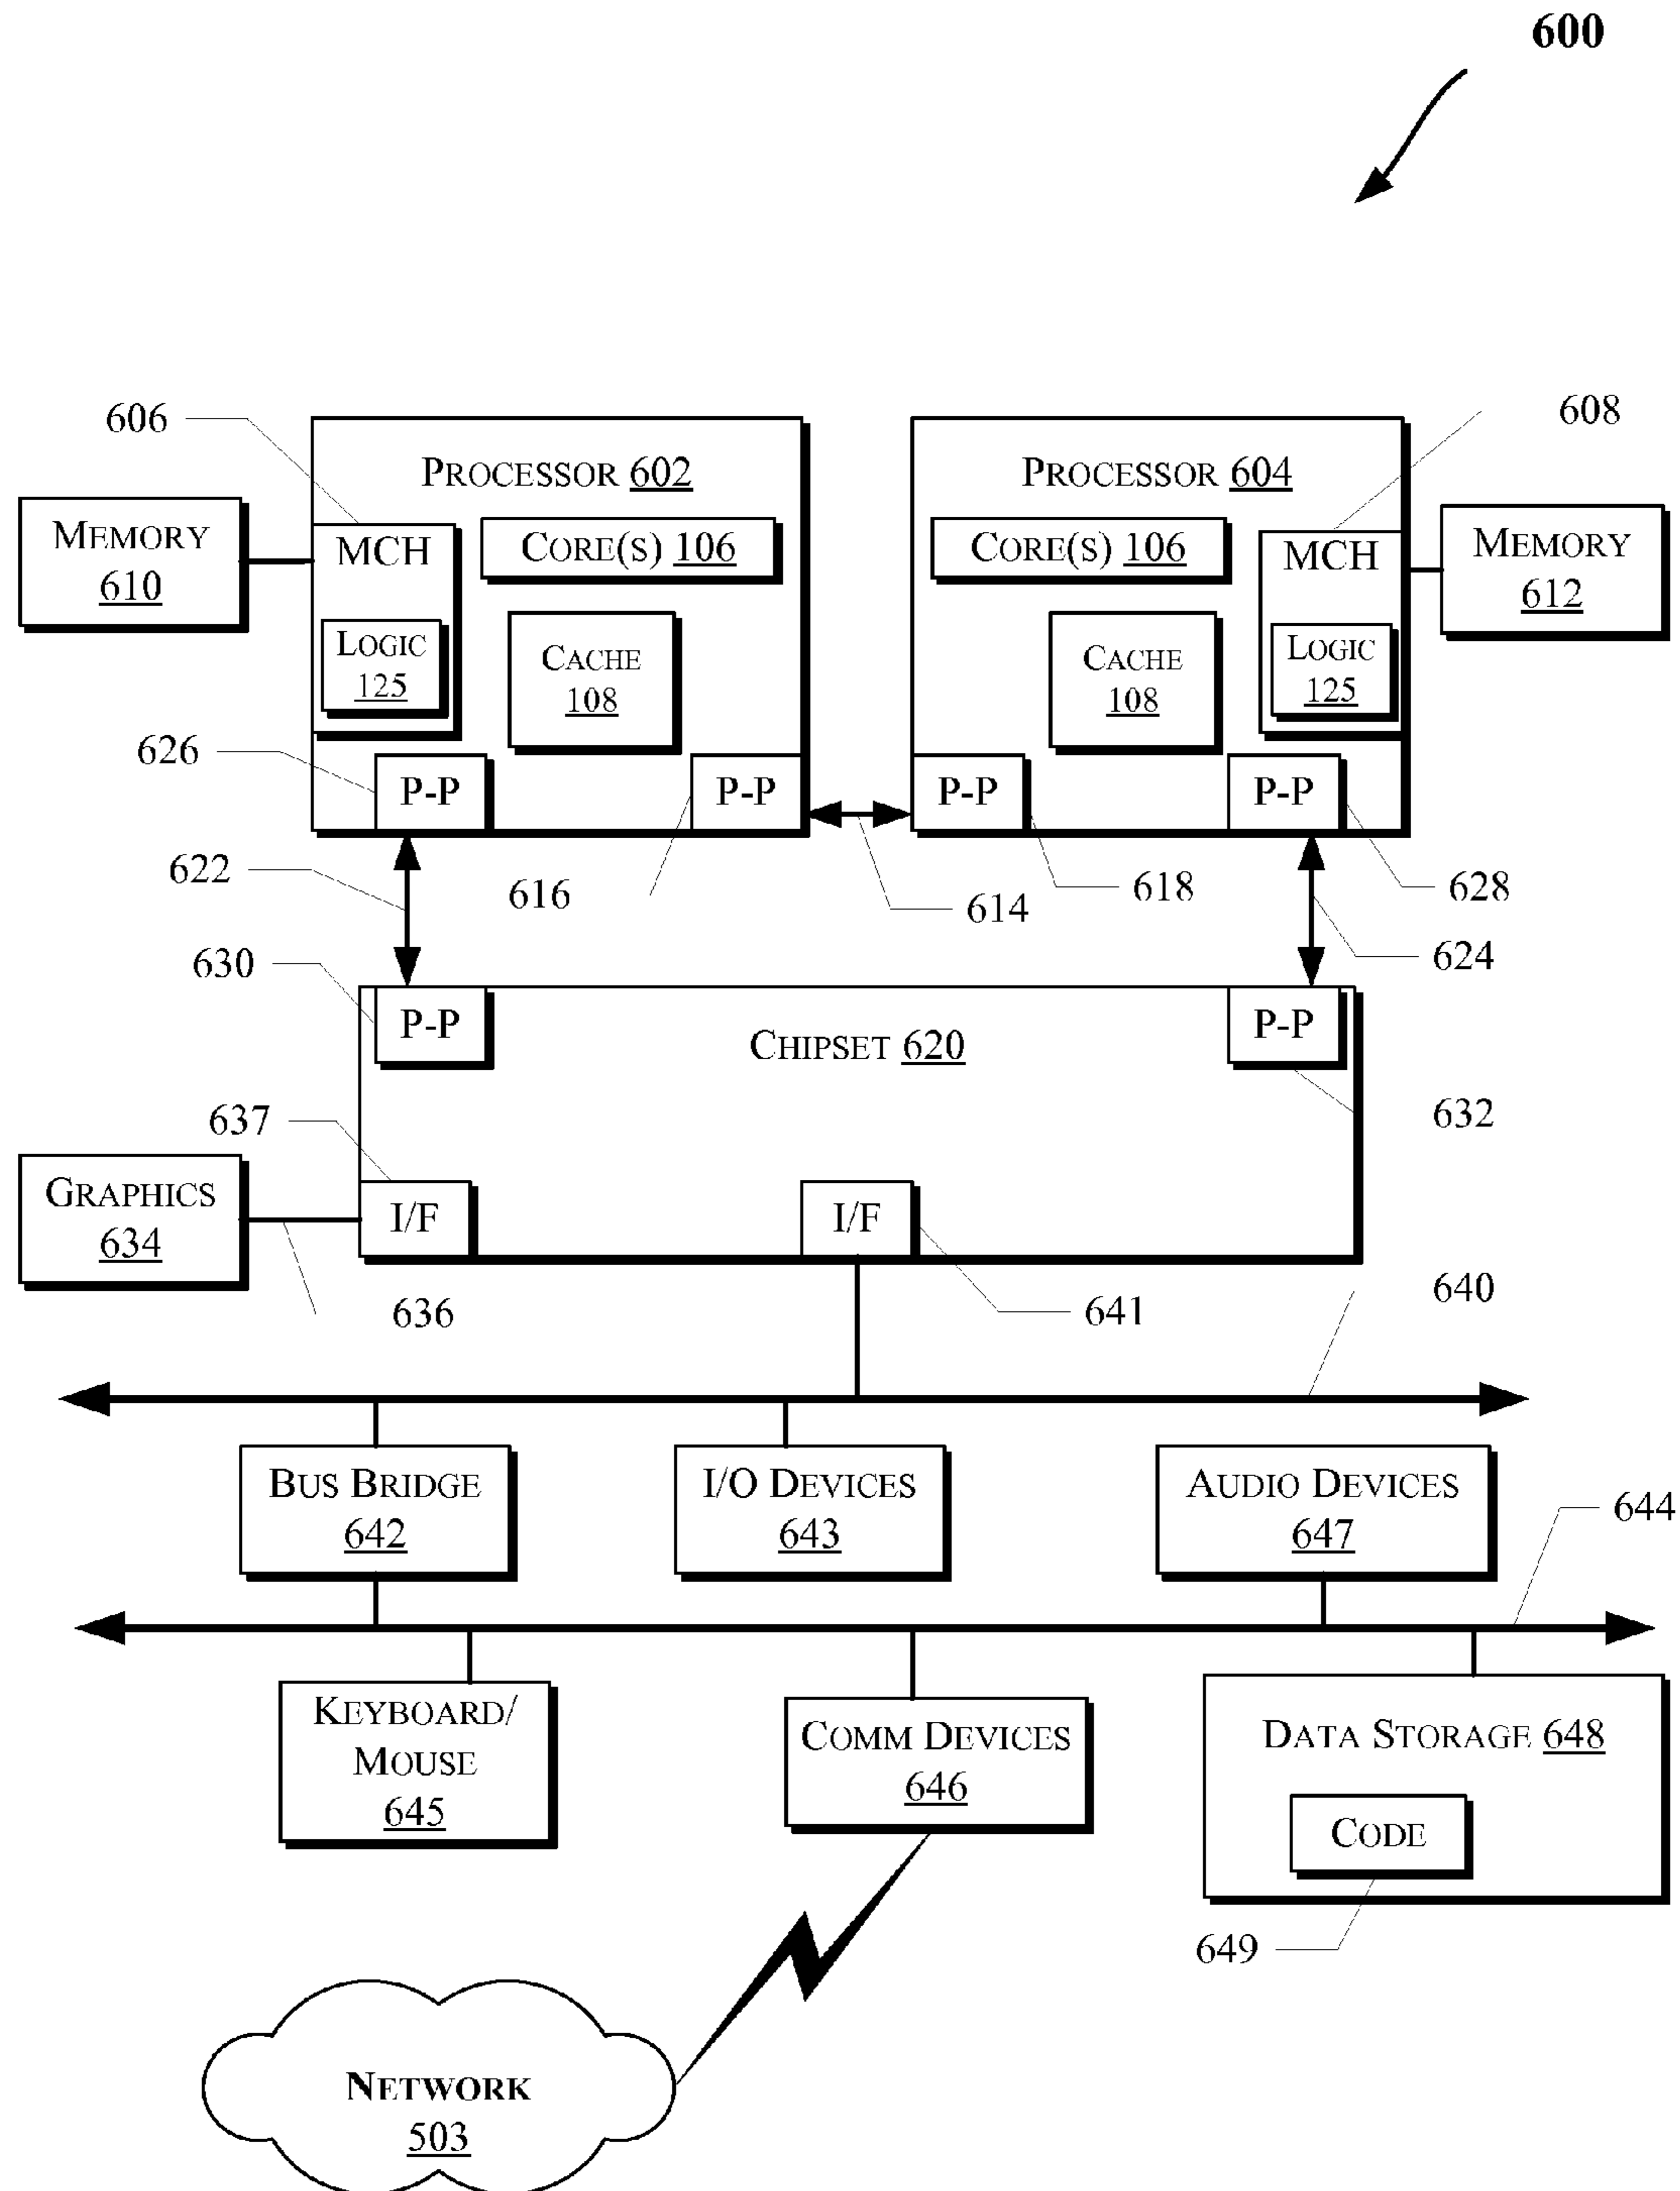 600
606
608
PROCESSOR 602
PROCESSOR 604
MEMORY
610
MCH
CORE(S) 106
CORE(S) 106
MCH
MEMORY
612
LOGIC
125
CACHE
108
CACHE
108
LOGIC
125
626
P-P
P-P
P-P
P-P
622
616
614
618
628
630
624
P-P
CHIPSET 620
P-P
637
632
GRAPHICS
634
I/F
I/F
636
641
640
BUS BRIDGE
642
I/O DEVICES
643
AUDIO DEVICES
647
644
KEYBOARD/
MOUSE
645
COMM DEVICES
646
DATA STORAGE 648
CODE
649
NETWORK
503